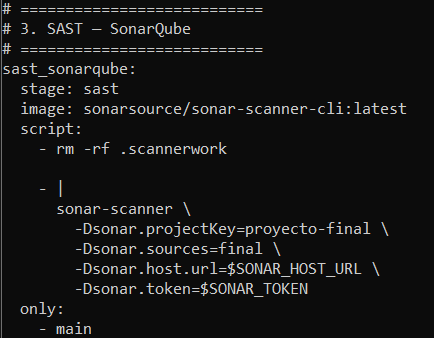 # ===========================
# 3. SAST — SonarQube
# ===========================
sast_sonarqube:
  stage: sast
  image: sonarsource/sonar-scanner-cli:latest
  script:
    - rm -rf .scannerwork

    - |
      sonar-scanner \
        -Dsonar.projectKey=proyecto-final \
        -Dsonar.sources=final \
        -Dsonar.host.url=$SONAR_HOST_URL \
        -Dsonar.token=$SONAR_TOKEN
  only:
    - main